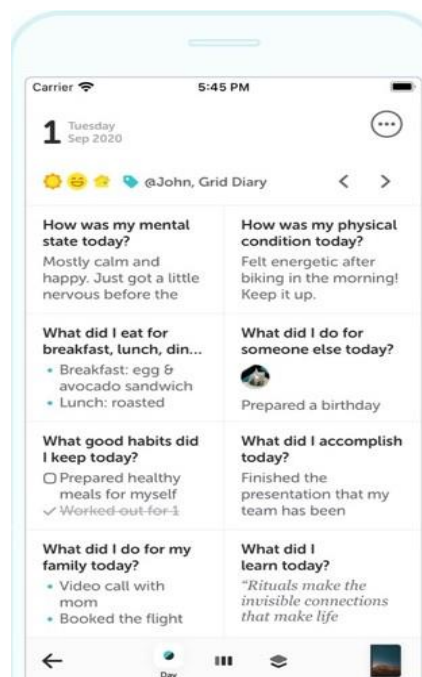 Carrier
5:45 PM
1
Tuesday
Sep 2020
@John, Grid Diary
How was my mental
state today?
Mostly calm and
happy. Just got a little
nervous before the
How was my physical
condition today?
Felt energetic after
biking in the morning!
Keep it up.
What did I eat for
breakfast, lunch, din...
• Breakfast: egg &
avocado sandwich
• Lunch: roasted
What did I do for
someone else today?
Prepared a birthday
What good habits did
I keep today?
Prepared healthy
meals for myself
Worked out for 1
What did I accomplish
today?
Finished the
presentation that my
team has been
What did I do for my
family today?
• Video call with
mom
• Booked the flight
What did I
learn today?
"Rituals make the
invisible connections
that make life
Day